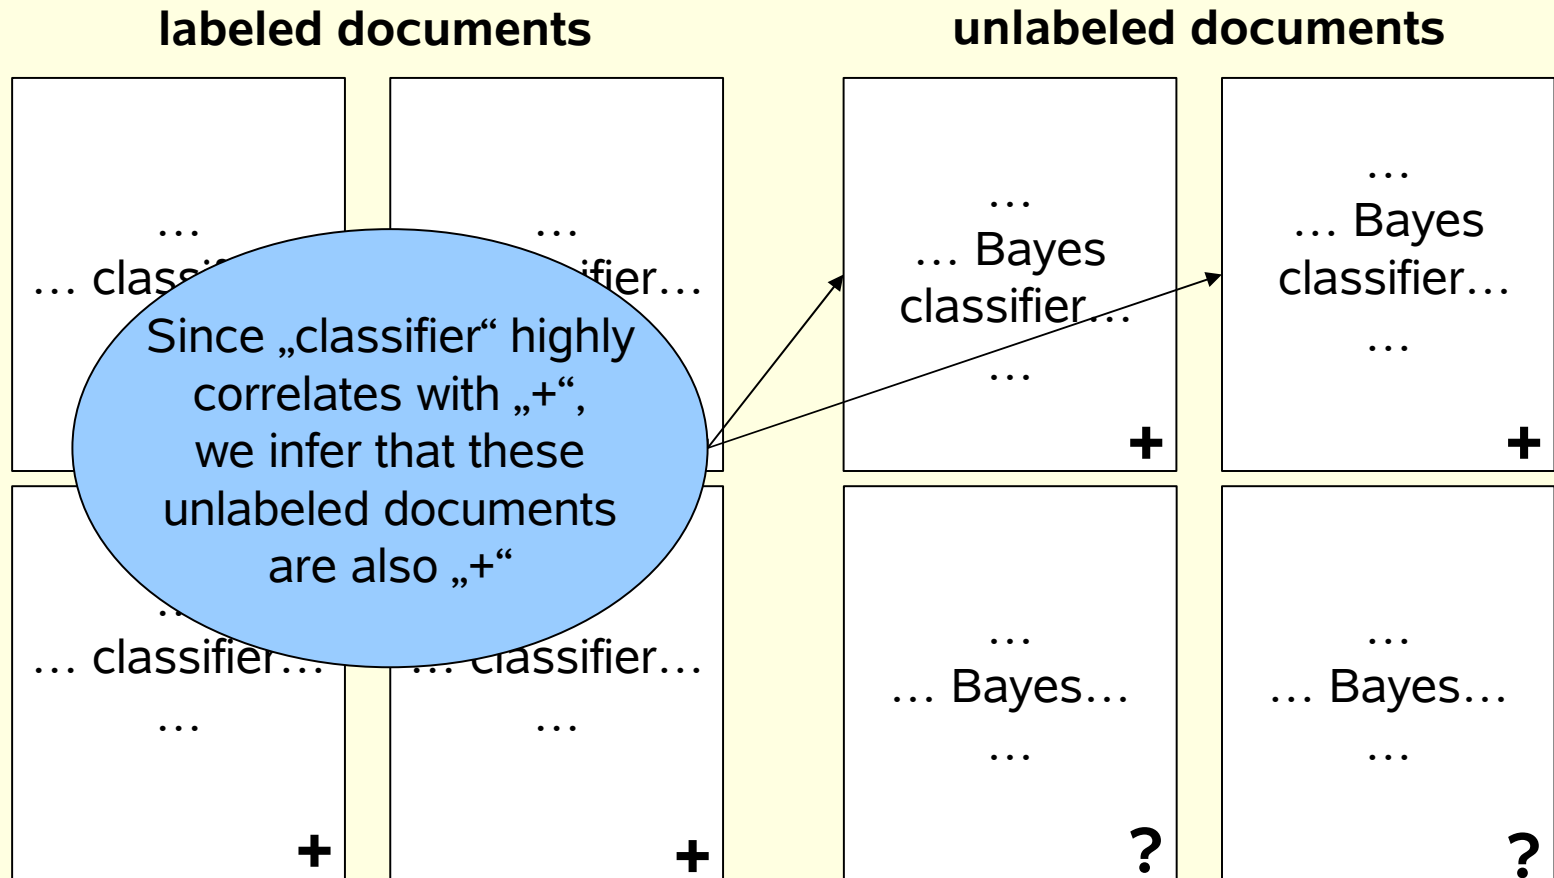 labeled documents
unlabeled documents
…
…
… 
…ifier…
Since „classifier“ highly
correlates with „+“,
we infer that these
unlabeled documents
are also „+“
… classifier…
…
+
… classifier…
…
+
…
… Bayes
classifier…
…
+
…
… Bayes
classifier…
…
+
…
… Bayes…
…
?
…
… Bayes…
…
?